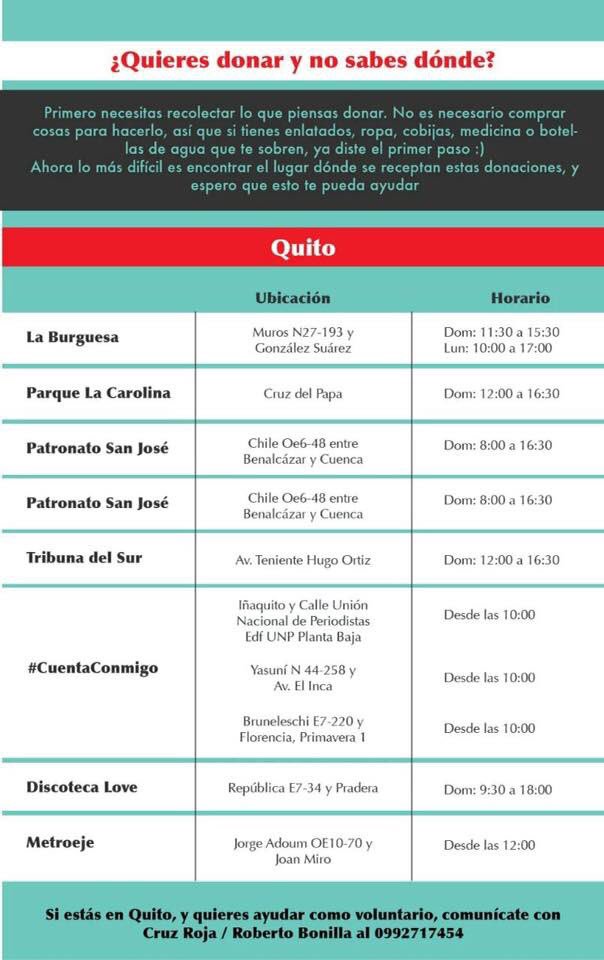 ¿Quieres donar y no sabes dónde?
Primero necesitas recolectar lo que piensas donar. No es necesario comprar
cosas para hacerlo, así que si tienes enlatados, ropa, cobijas, medicina o botel-
las de agua que te sobren, ya diste el primer paso :)
Ahora lo más difícil es encontrar el lugar dónde se receptan estas donaciones, y
espero que esto te pueda ayudar
Quito
Ubicación
Horario
La Burguesa
Muros N27-193 y
González Suárez
Dom: 11:30 a 15:30
Lun: 10:00 a 17:00
Parque La Carolina
Cruz del Papa
Dom: 12:00 a 16:30
Patronato San José
Chile Oe6-48 entre
Benalcázar y Cuenca
Dom: 8:00 a 16:30
Patronato San José
Chile Oe6-48 entre
Benalcázar y Cuenca
Dom: 8:00 a 16:30
Tribuna del Sur
Av. Teniente Hugo Ortiz
Dom: 12:00 a 16:30
#CuentaConmigo
Iñaquito y Calle Unión
Nacional de Periodistas
Edf UNP Planta Baja
Desde las 10:00
Yasuní N 44-258 y
Av. El Inca
Desde las 10:00
Bruneleschi E7-220 y
Florencia, Primavera 1
Desde las 10:00
Discoteca Love
República E7-34 y Pradera
Dom: 9:30 a 18:00
Metroeje
Jorge Adoum OE10-70 y
Joan Miro
Desde las 12:00
Si estás en Quito, y quieres ayudar como voluntario, comunícate con
Cruz Roja / Roberto Bonilla al 0992717454